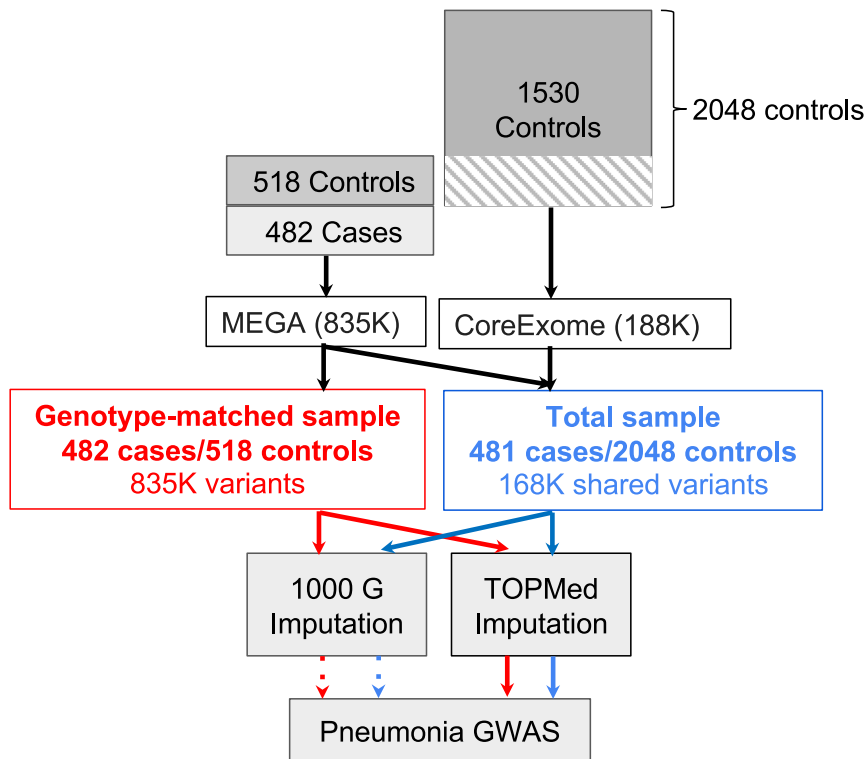 1530
Controls
2048 controls
518 Controls
482 Cases
MEGA (835K)
CoreExome (188K)
Genotype-matched sample
482 cases/518 controls
835K variants
Total sample
481 cases/2048 controls
168K shared variants
1000 G
Imputation
TOPMed
Imputation
Pneumonia GWAS